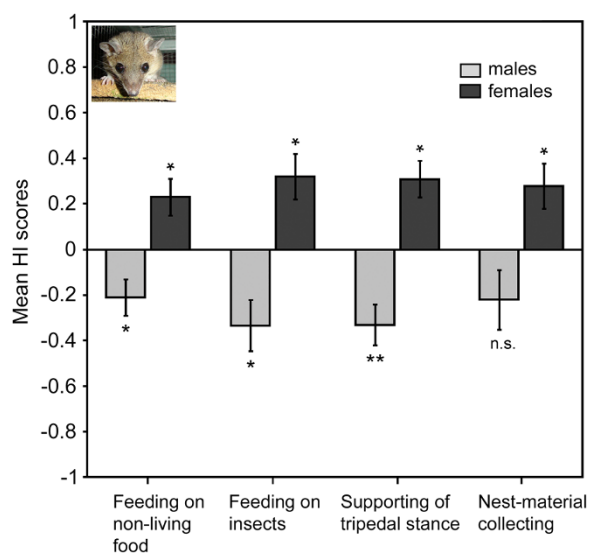 1
0.8
0.6
0.4
0.2
0
-0.2
-0.4
-0.6
-0.8
-1
Mean HI scores
males
females
*
*
*
*
*
*
**
n.s.
Feeding on
non-living
food
Feeding on
insects
Supporting of
tripedal stance
Nest-material
collecting